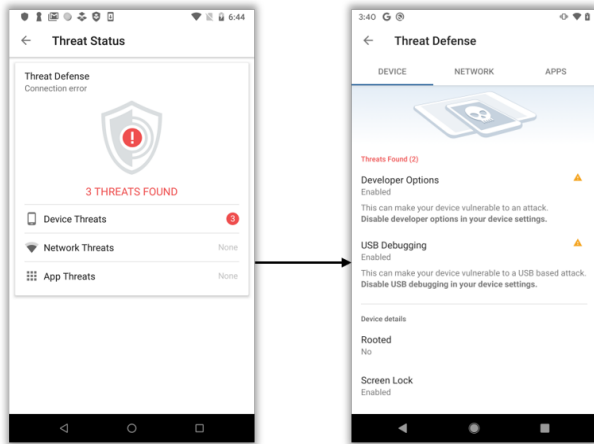 6:44
Threat Status
Threat Defense
Connection error
3 THREATS FOUND
Device Threats 3
Network Threats None
App Threats None
3:40 G
Threat Defense
DEVICE NETWORK APPS
Threats Found (2)
Developer Options
Enabled
This can make your device vulnerable to an attack.
Disable developer options in your device settings.
USB Debugging
Enabled
This can make your device vulnerable to a USB based attack.
Disable USB debugging in your device settings.
Device details
Rooted
No
Screen Lock
Enabled